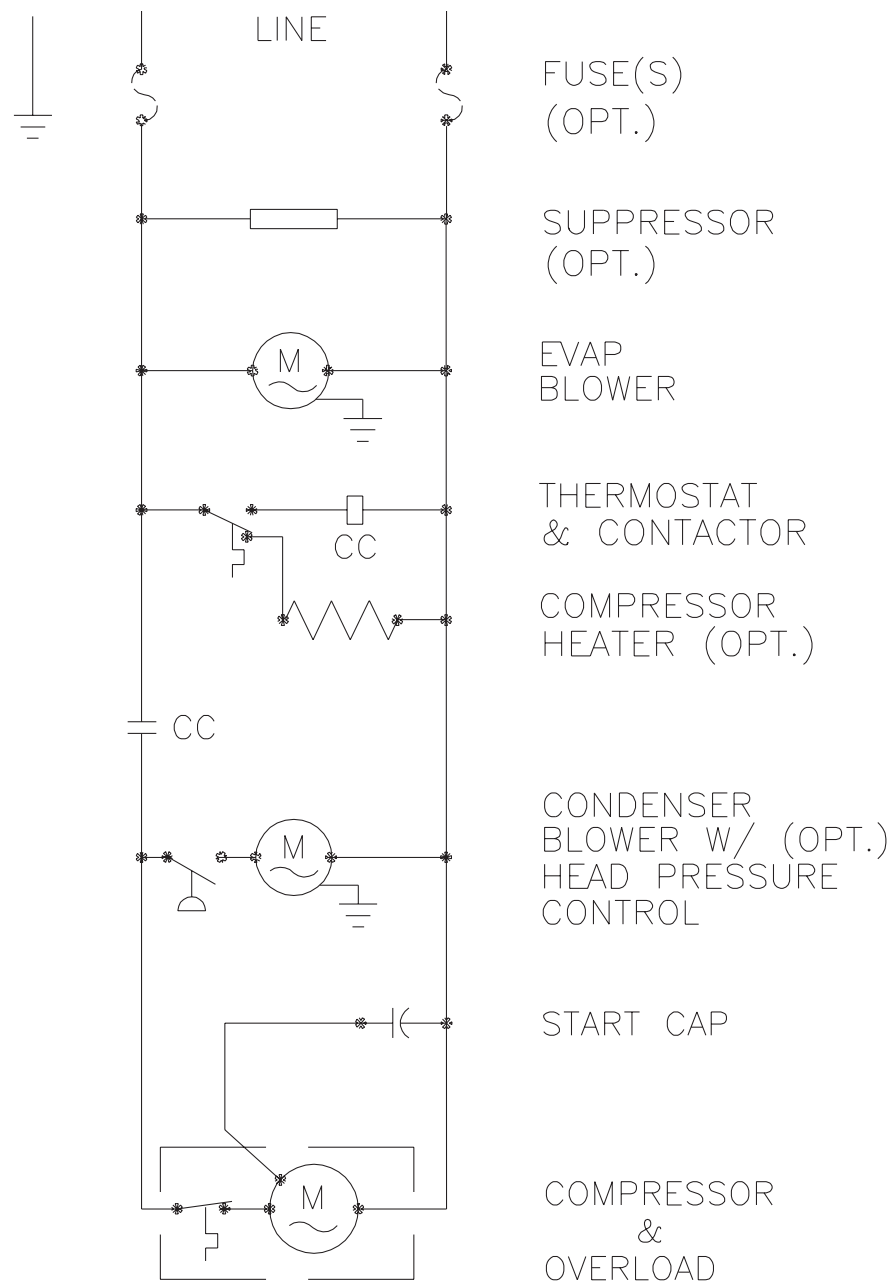 LINE
FUSE(S)
(OPT.)
SUPPRESSOR
(OPT.)
M
EVAP
BLOWER
THERMOSTAT
& CONTACTOR
CC
COMPRESSOR
HEATER (OPT.)
CC
CONDENSER
BLOWER W/ (OPT.)
HEAD PRESSURE
CONTROL
M
START CAP
M
COMPRESSOR
&
OVERLOAD